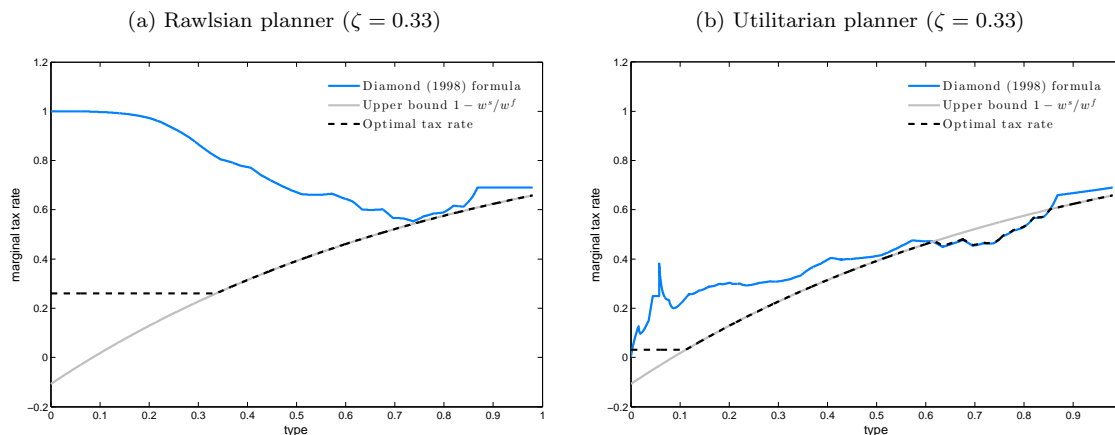 (a) Rawlsian planner (ζ = 0.33)
1.2
1
0.8
0.6
0.4
0.2
0
−0.2
marginal tax rate
Diamond (1998) formula
Upper bound 1 − w^s/w^f
Optimal tax rate
0 0.1 0.2 0.3 0.4 0.5 0.6 0.7 0.8 0.9 1
type
(b) Utilitarian planner (ζ = 0.33)
1.2
1
0.8
0.6
0.4
0.2
0
−0.2
marginal tax rate
Diamond (1998) formula
Upper bound 1 − w^s/w^f
Optimal tax rate
0 0.1 0.2 0.3 0.4 0.5 0.6 0.7 0.8 0.9
type